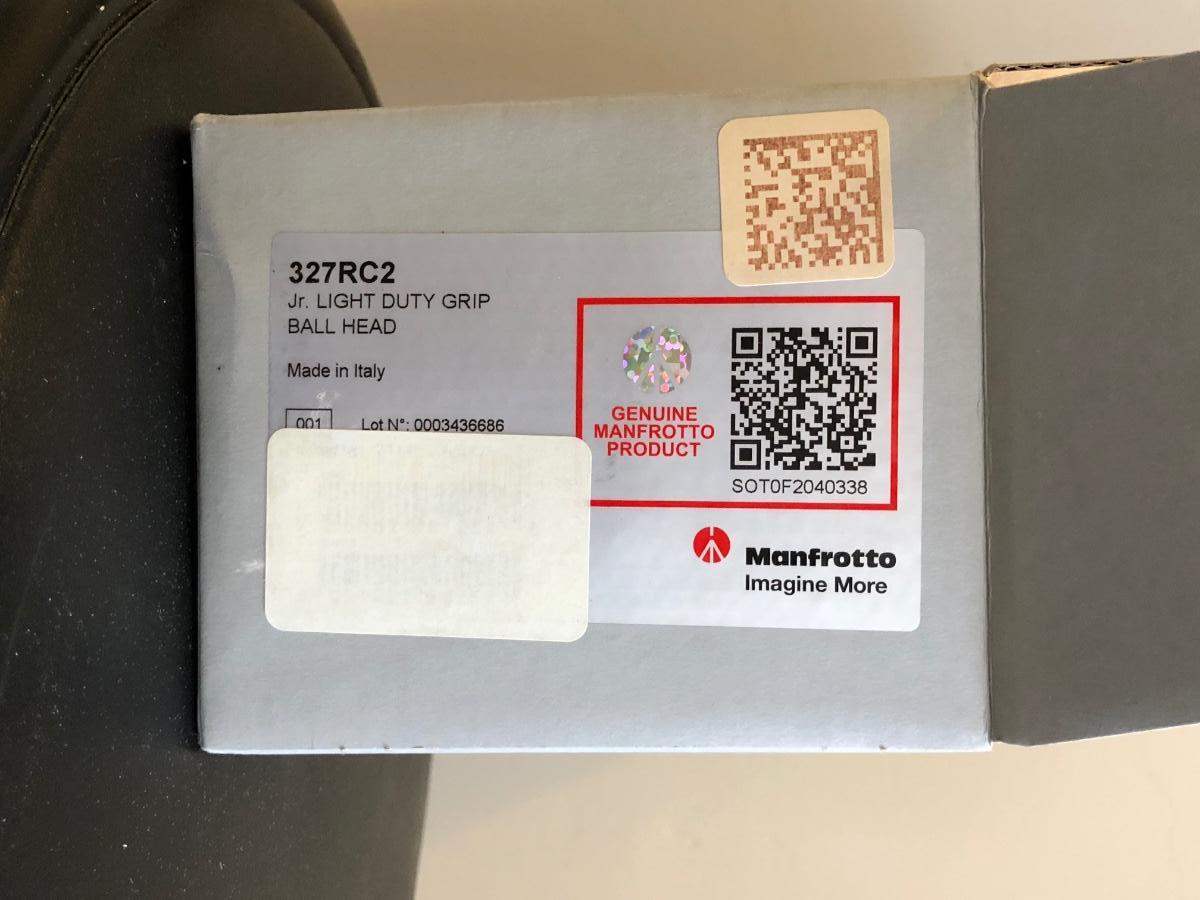 327RC2
Jr. LIGHT DUTY GRIP
BALL HEAD
Made in Italy
001
Lot N°: 0003436686
GENUINE
MANFROTTO
PRODUCT
SOT0F2040338
Manfrotto
Imagine More